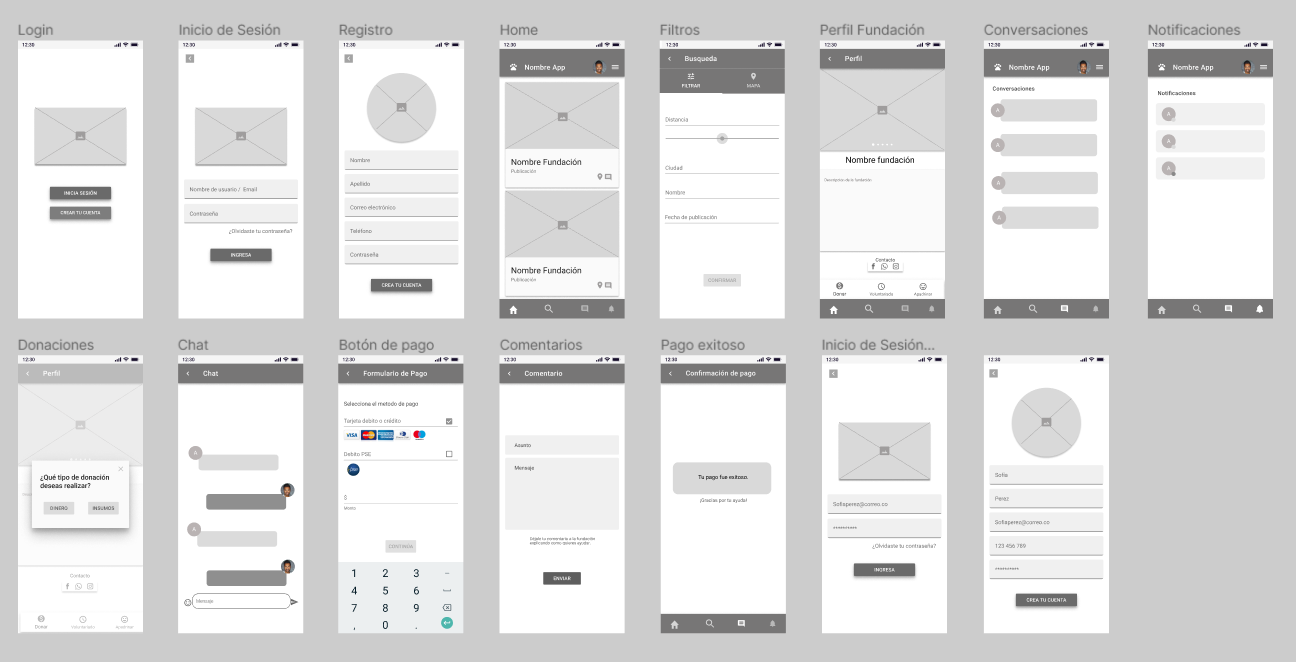 Login
12:30
INICIA SESIÓN
CREAR TU CUENTA
Inicio de Sesión
12:30
Nombre de usuario / Email
Contraseña
¿Olvidaste tu contraseña?
INGRESA
Registro
12:30
Nombre
Apellido
Correo electrónico
Telefono
Contraseña
CREA TU CUENTA
Home
12:30
Nombre App
Nombre Fundación
Publicación
Nombre Fundación
Publicación
Filtros
12:30
Busqueda
FILTRAR
MAPA
Distancia
Ciudad
Nombre
Fecha de publicación
CONFIRMAR
Perfil Fundación
12:30
Perfil
Nombre fundación
Descripcion de la fundación
Contacto
Donar
Voluntariado
Apadrinar
Conversaciones
12:30
Nombre App
Conversaciones
A
A
A
A
Notificaciones
12:30
Nombre App
Notificaciones
A
A
A
Donaciones
12:30
Perfil
¿Qué tipo de donación
deseas realizar?
DINERO
INSUMOS
Contacto
Donar
Voluntariado
Apadrinar
Chat
12:30
Chat
A
A
Mensaje
Botón de pago
12:30
Formulario de Pago
Selecciona el metodo de pago
Tarjeta debito o crédito
VISA
Debito PSE
$
Monto
CONTINUA
1 2 3 -
4 5 6
7 8 9
, 0 .
Comentarios
12:30
Comentario
Asunto
Mensaje
Déjale tu comentario a la fundación
explicando como quieres ayudar.
ENVIAR
Pago exitoso
12:30
Confirmación de pago
Tu pago fue exitoso.
¡Gracias por tu ayuda!
Inicio de Sesión...
12:30
Sofiaperez@correo.co
**********
¿Olvidaste tu contraseña?
INGRESA
12:30
Sofia
Perez
Sofiaperez@correo.co
123 456 789
**********
CREA TU CUENTA